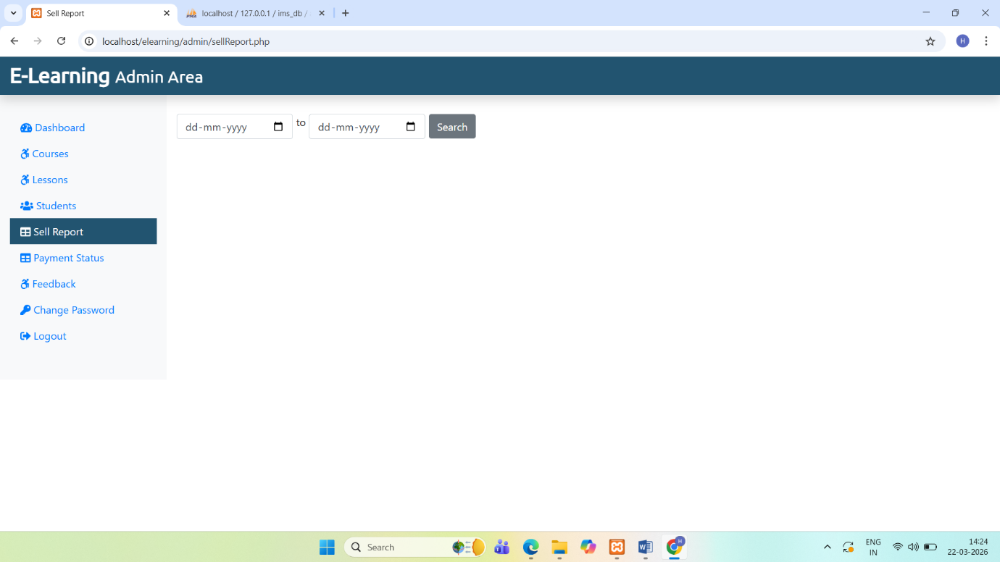 Sell Report
localhost / 127.0.0.1 / ims_db /
localhost/elearning/admin/sellReport.php
H
E-Learning Admin Area
Dashboard
Courses
Lessons
Students
Sell Report
Payment Status
Feedback
Change Password
Logout
dd-mm-yyyy to dd-mm-yyyy Search
Search
H
ENG
IN
14:24
22-03-2026